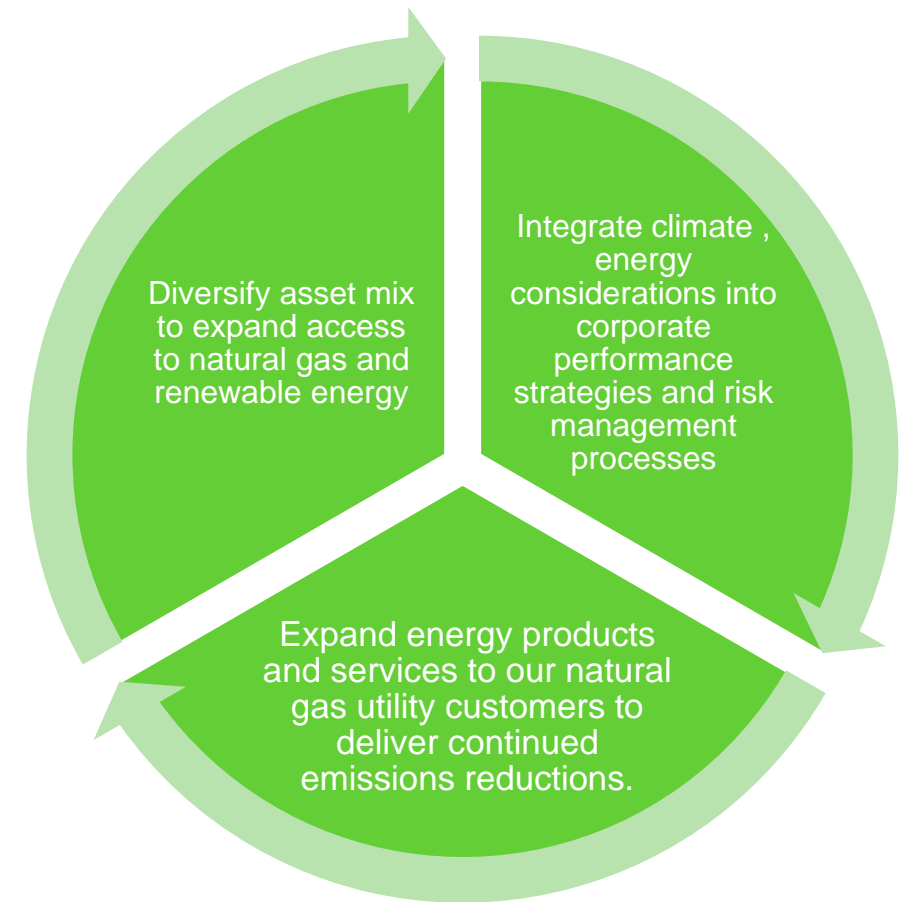 Diversify asset mix
to expand access
to natural gas and
renewable energy
Integrate climate ,
energy
considerations into
corporate
performance
strategies and risk
management
processes
Expand energy products
and services to our natural
gas utility customers to
deliver continued
emissions reductions.